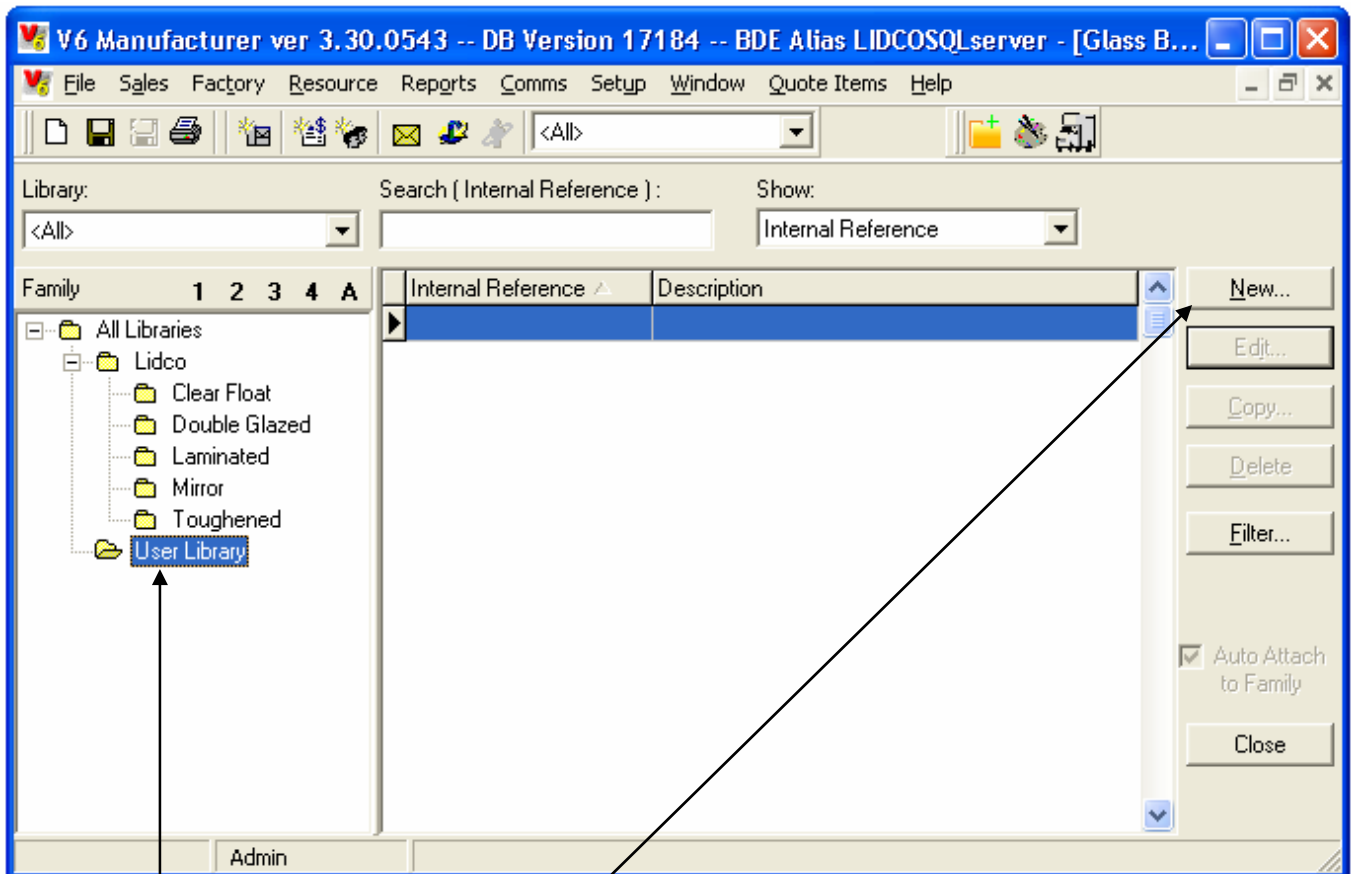 V6 Manufacturer ver 3.30.0543 -- DB Version 17184 -- BDE Alias LIDCOSQLserver - [Glass B...
File Sales Factory Resource Reports Comms Setup Window Quote Items Help
<All>
Library: Search ( Internal Reference ) : Show:
<All> Internal Reference
Family 1 2 3 4 A
Internal Reference Description
All Libraries
Lidco
Clear Float
Double Glazed
Laminated
Mirror
Toughened
User Library
New...
Edit...
Copy...
Delete
Filter...
Auto Attach
to Family
Close
Admin